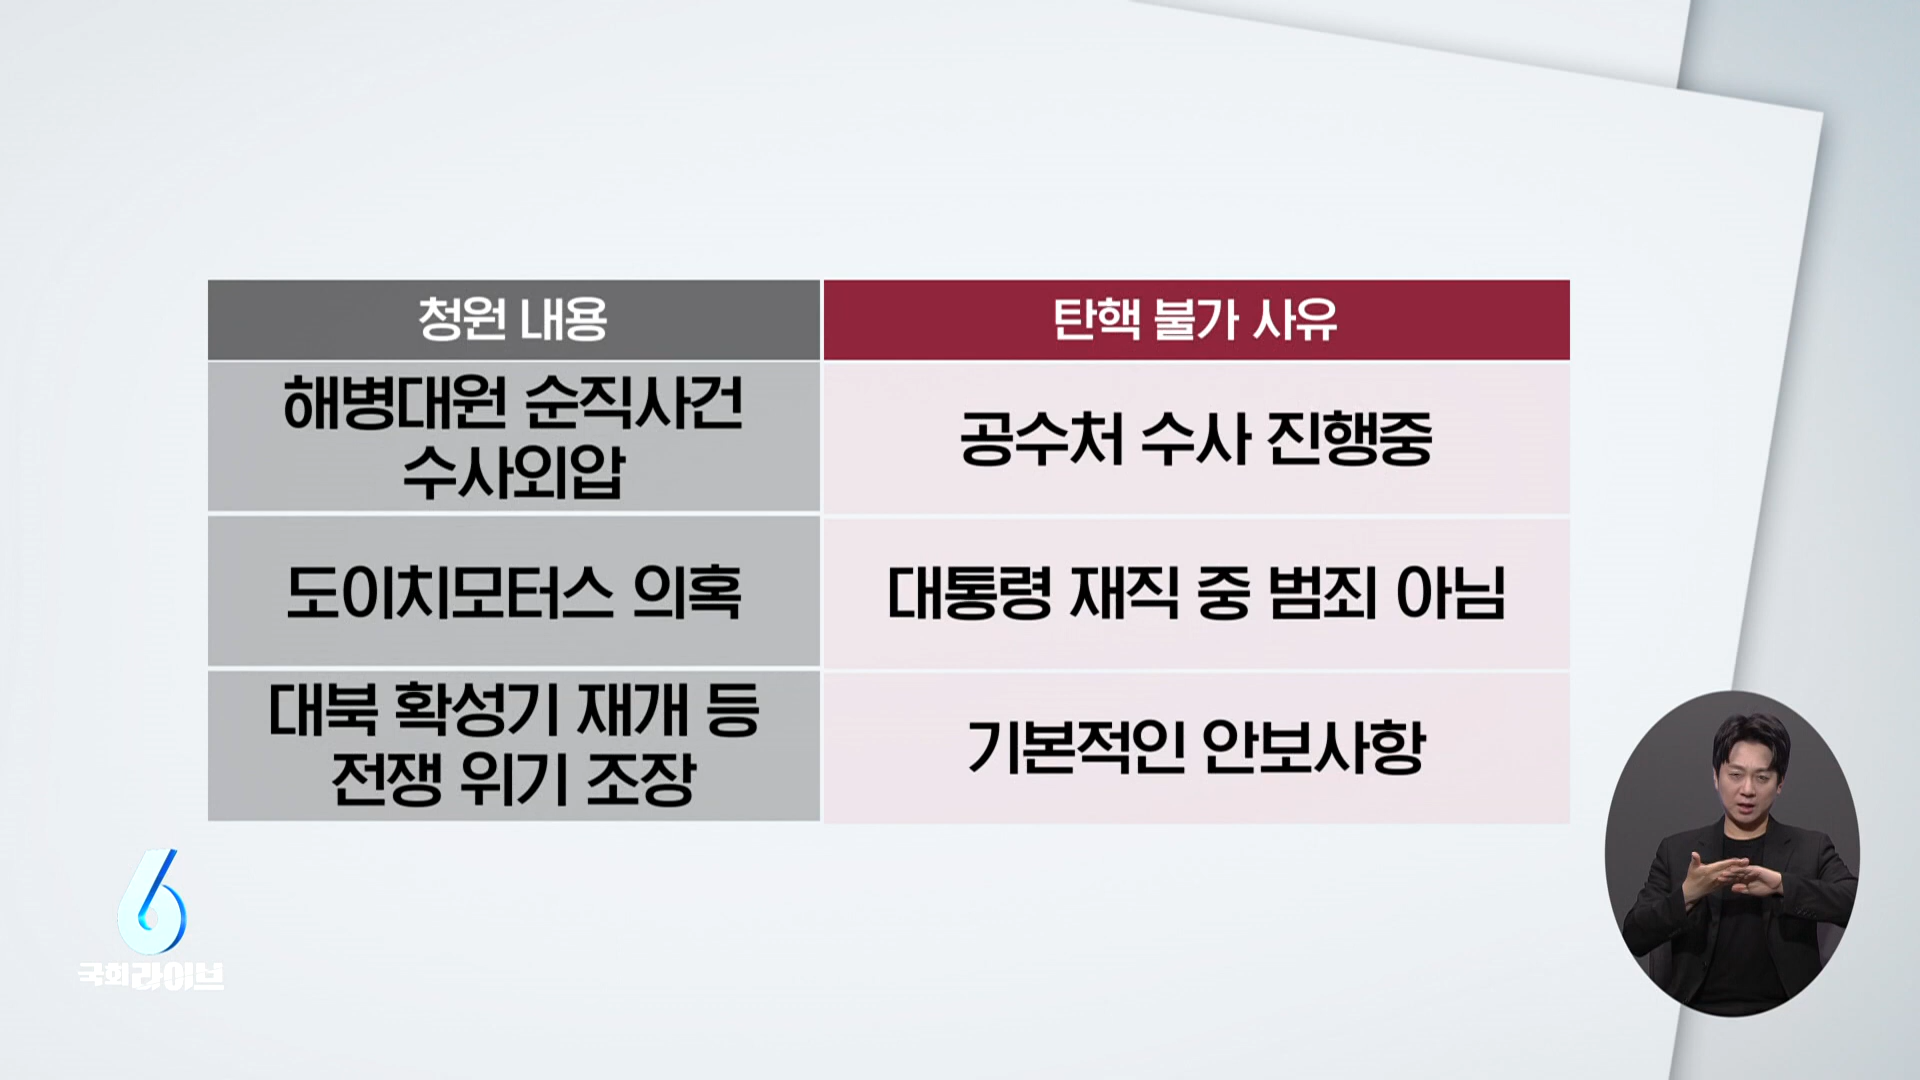 청원 내용
탄핵 불가 사유
해병대원 순직사건
수사외압
공수처 수사 진행중
도이치모터스 의혹
대통령 재직 중 범죄 아님
대북 확성기 재개 등
전쟁 위기 조장
기본적인 안보사항
6
국회라이브